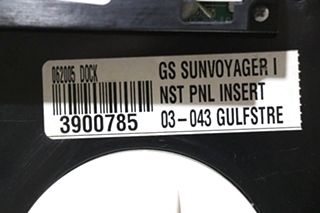 062005 DOCK
GS SUNVOYAGER I
NST PNL INSERT
3900785
03-043 GULFSTRE